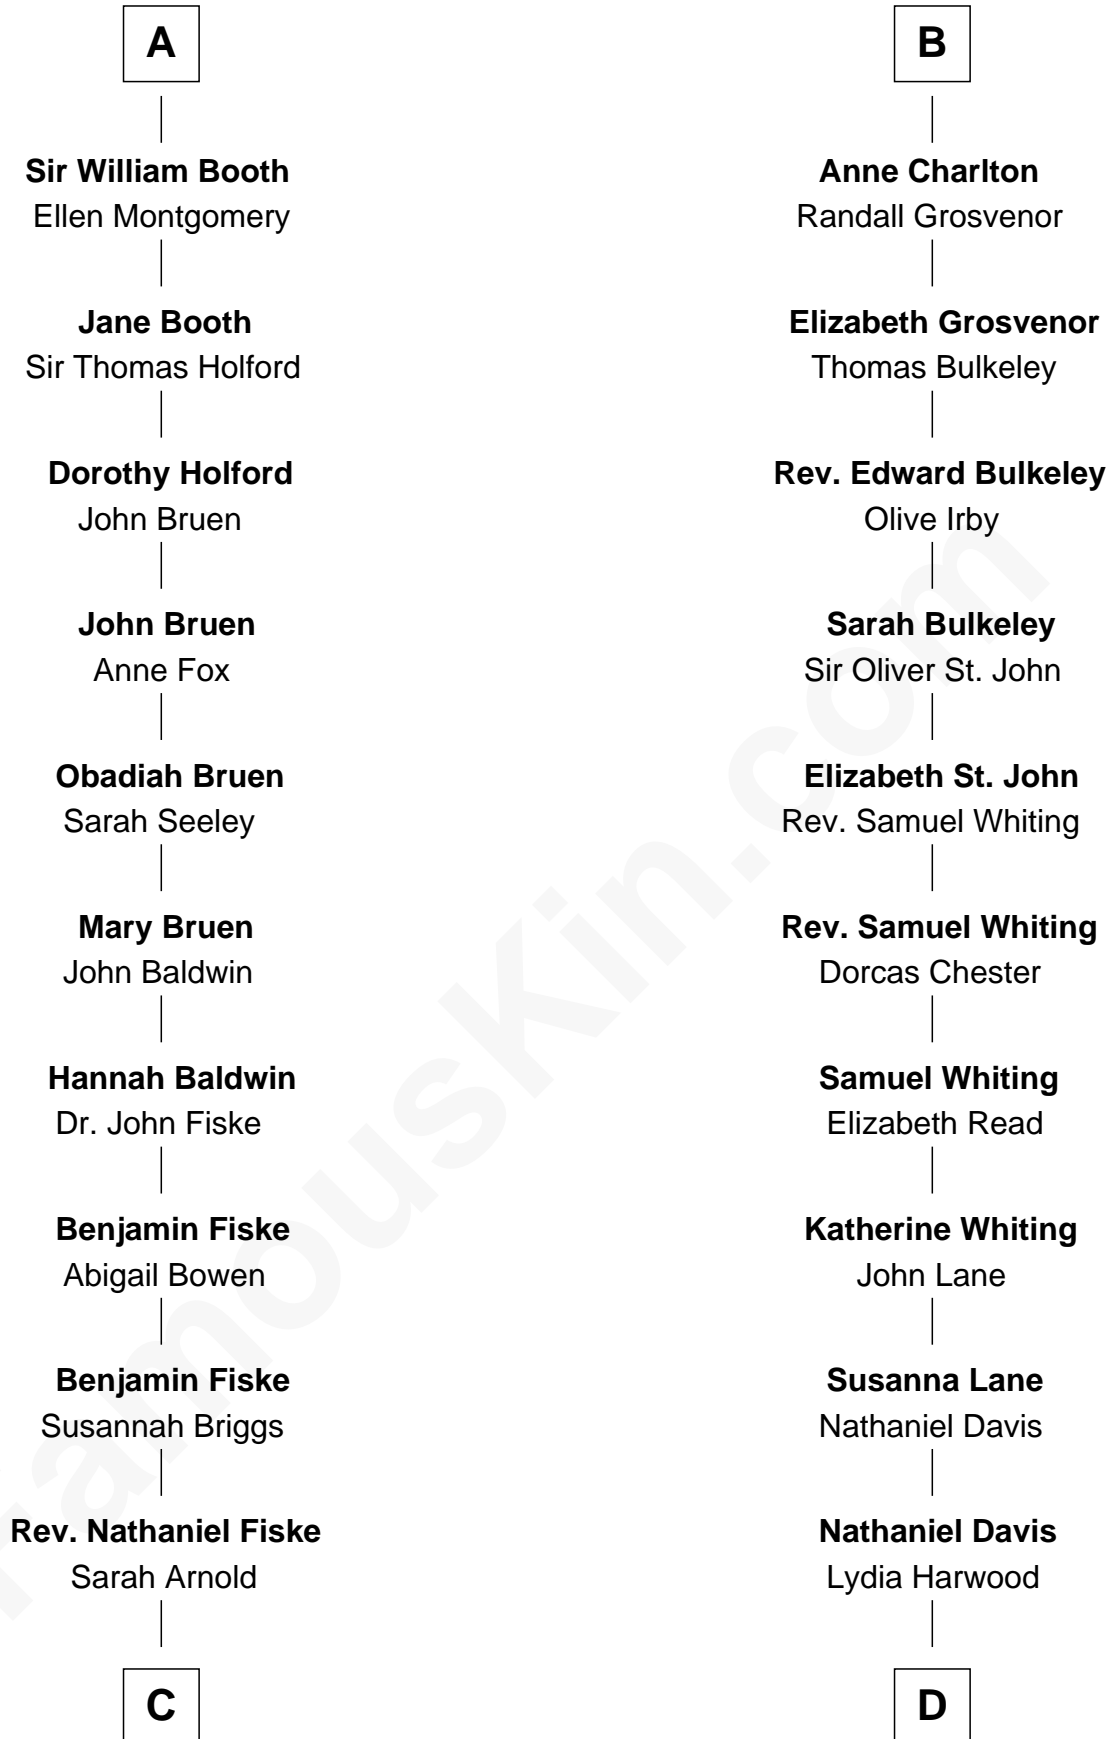 A
Sir William Booth
Ellen Montgomery
Jane Booth
Sir Thomas Holford
Dorothy Holford
John Bruen
John Bruen
Anne Fox
Obadiah Bruen
Sarah Seeley
Mary Bruen
John Baldwin
Hannah Baldwin
Dr. John Fiske
Benjamin Fiske
Abigail Bowen
Benjamin Fiske
Susannah Briggs
Rev. Nathaniel Fiske
Sarah Arnold
C
B
Anne Charlton
Randall Grosvenor
Elizabeth Grosvenor
Thomas Bulkeley
Rev. Edward Bulkeley
Olive Irby
Sarah Bulkeley
Sir Oliver St. John
Elizabeth St. John
Rev. Samuel Whiting
Rev. Samuel Whiting
Dorcas Chester
Samuel Whiting
Elizabeth Read
Katherine Whiting
John Lane
Susanna Lane
Nathaniel Davis
Nathaniel Davis
Lydia Harwood
D
FamousKin.com